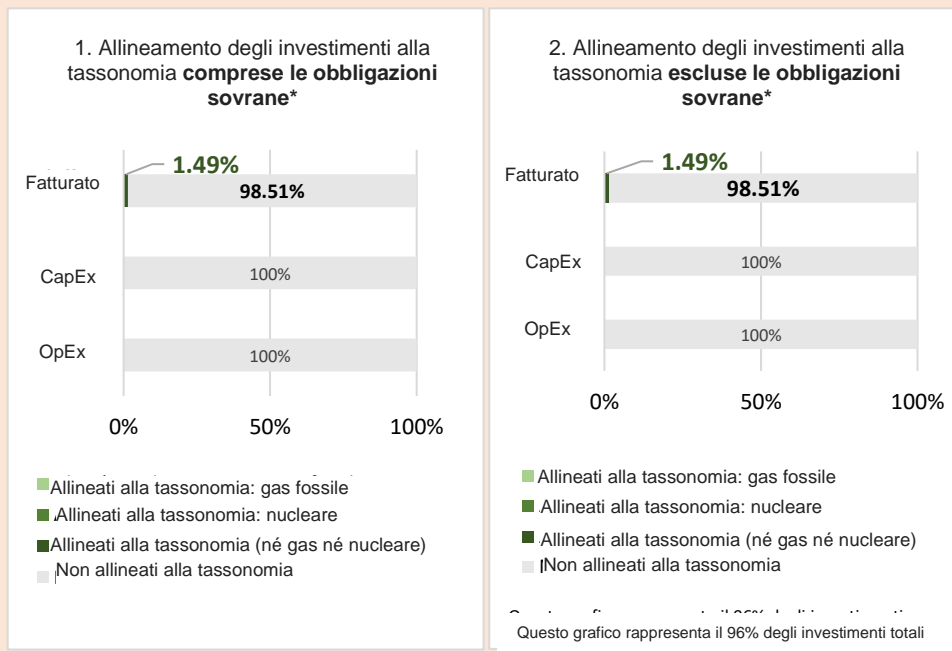 1. Allineamento degli investimenti alla
tassonomia comprese le obbligazioni
sovrane*
1.49%
Fatturato
98.51%
CapEx
100%
OpEx
100%
0% 50% 100%
Allineati alla tassonomia: gas fossile
Allineati alla tassonomia: nucleare
Allineati alla tassonomia (né gas né nucleare)
Non allineati alla tassonomia
2. Allineamento degli investimenti alla
tassonomia escluse le obbligazioni
sovrane*
1.49%
Fatturato
98.51%
CapEx
100%
OpEx
100%
0% 50% 100%
Allineati alla tassonomia: gas fossile
Allineati alla tassonomia: nucleare
Allineati alla tassonomia (né gas né nucleare)
Non allineati alla tassonomia
Questo grafico rappresenta il 96% degli investimenti totali